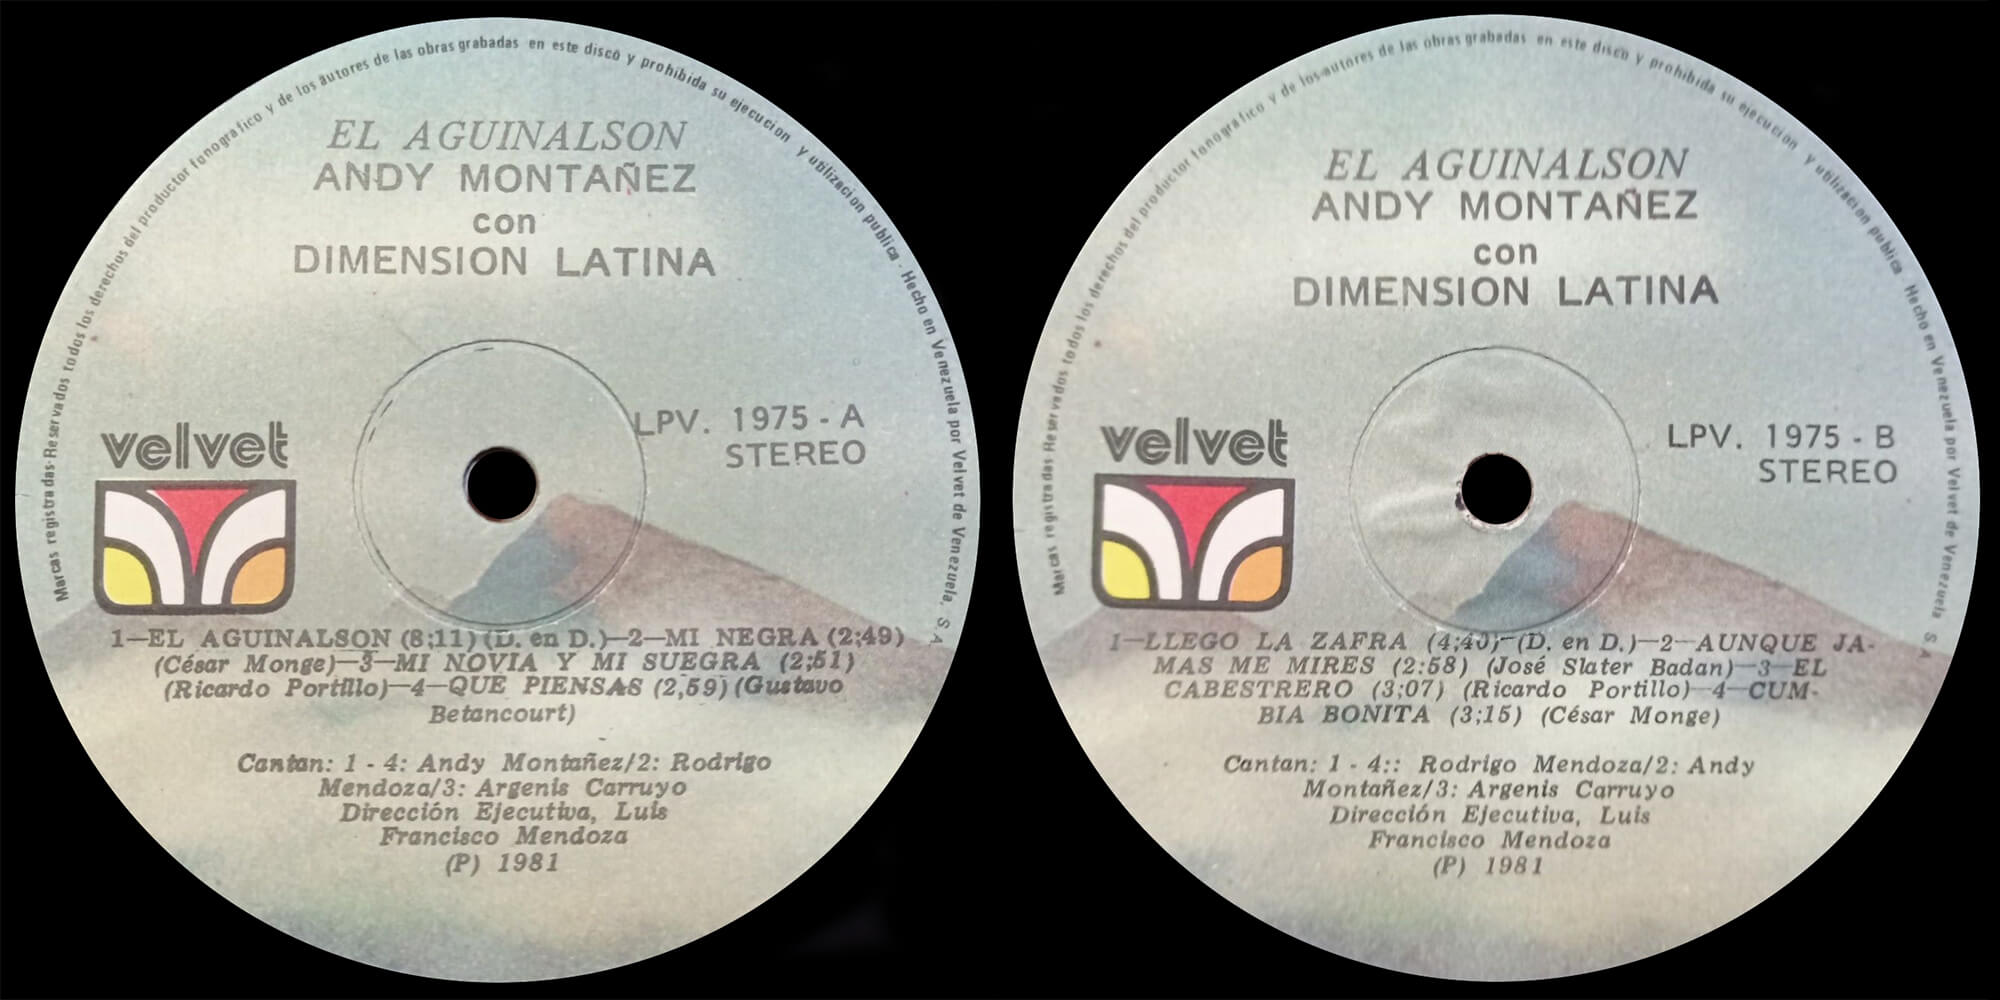 Marcas registradas-Reservados todos los derechos del productor fonografico y de los autores de las obras grabadas en este disco y prohibida su ejecucion y utilizacion publica - Hecho en Venezuela por Velvet de Venezuela, S. A
EL AGUINALSON
ANDY MONTAÑEZ
con
DIMENSION LATINA
LPV. 1975 - A
STEREO
velvet
1—EL AGUINALSON (8;11) (D. en D.)—2—MI NEGRA (2;49)
(César Monge)—3—MI NOVIA Y MI SUEGRA (2;51)
(Ricardo Portillo)—4—QUE PIENSAS (2,59) (Gustavo
Betancourt)
Cantan: 1 - 4: Andy Montañez/2: Rodrigo
Mendoza/3: Argenis Carruyo
Dirección Ejecutiva, Luis
Francisco Mendoza
(P) 1981
Marcas registradas-Reservados todos los derechos del productor fonografico y de los autores de las obras grabadas en este disco y prohibida su ejecucion y utilizacion publica - Hecho en Venezuela por Velvet de Venezuela, S. A
EL AGUINALSON
ANDY MONTAÑEZ
con
DIMENSION LATINA
LPV. 1975 - B
STEREO
velvet
1—LLEGO LA ZAFRA (4;40)—(D. en D.)—2—AUNQUE JA-
MAS ME MIRES (2:58) (José Slater Badan)—3—EL
CABESTRERO (3;07) (Ricardo Portillo)—4—CUM-
BIA BONITA (3;15) (César Monge)
Cantan: 1 - 4:: Rodrigo Mendoza/2: Andy
Montañez/3: Argenis Carruyo
Dirección Ejecutiva, Luis
Francisco Mendoza
(P) 1981